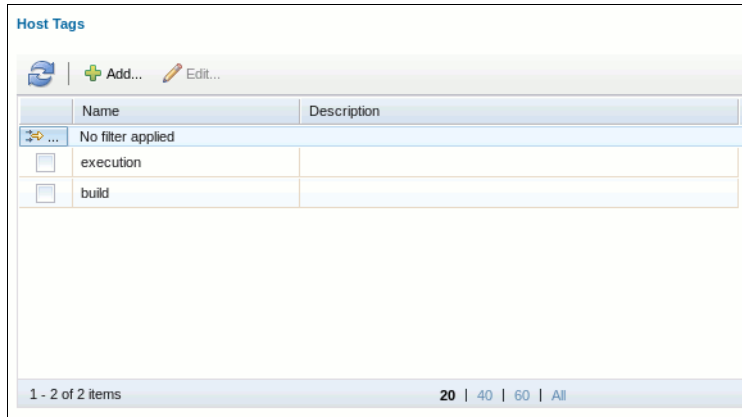 Host Tags
Add... Edit...
Name Description
... No filter applied
execution
build
1 - 2 of 2 items 20 | 40 | 60 | All